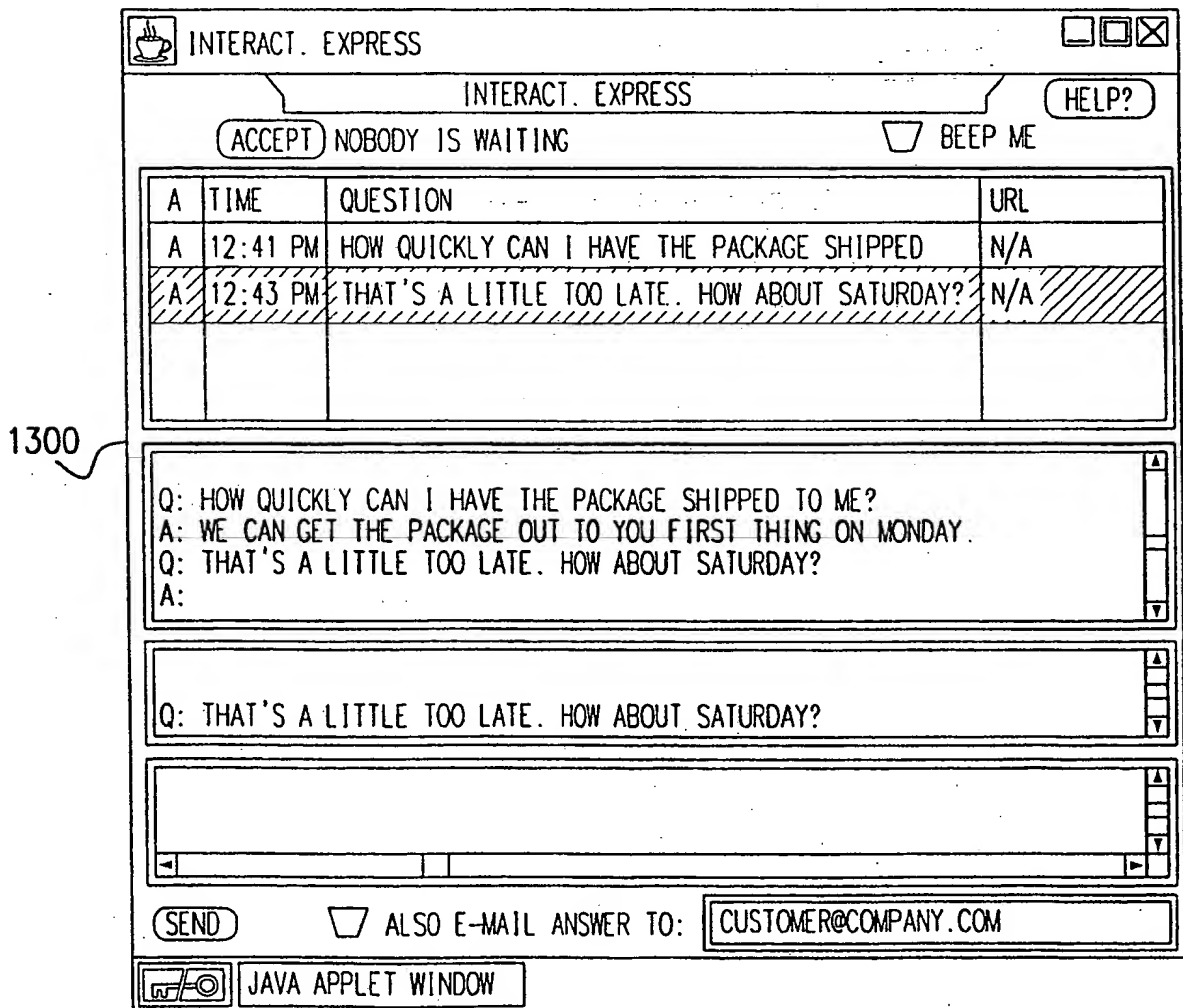 INTERACT. EXPRESS
INTERACT. EXPRESS
HELP?
ACCEPT NOBODY IS WAITING BEEP ME
A TIME QUESTION URL
A 12:41 PM HOW QUICKLY CAN I HAVE THE PACKAGE SHIPPED N/A
A 12:43 PM THAT'S A LITTLE TOO LATE. HOW ABOUT SATURDAY? N/A
1300
Q: HOW QUICKLY CAN I HAVE THE PACKAGE SHIPPED TO ME?
A: WE CAN GET THE PACKAGE OUT TO YOU FIRST THING ON MONDAY.
Q: THAT'S A LITTLE TOO LATE. HOW ABOUT SATURDAY?
A:
Q: THAT'S A LITTLE TOO LATE. HOW ABOUT SATURDAY?
SEND ALSO E-MAIL ANSWER TO: CUSTOMER@COMPANY.COM
JAVA APPLET WINDOW